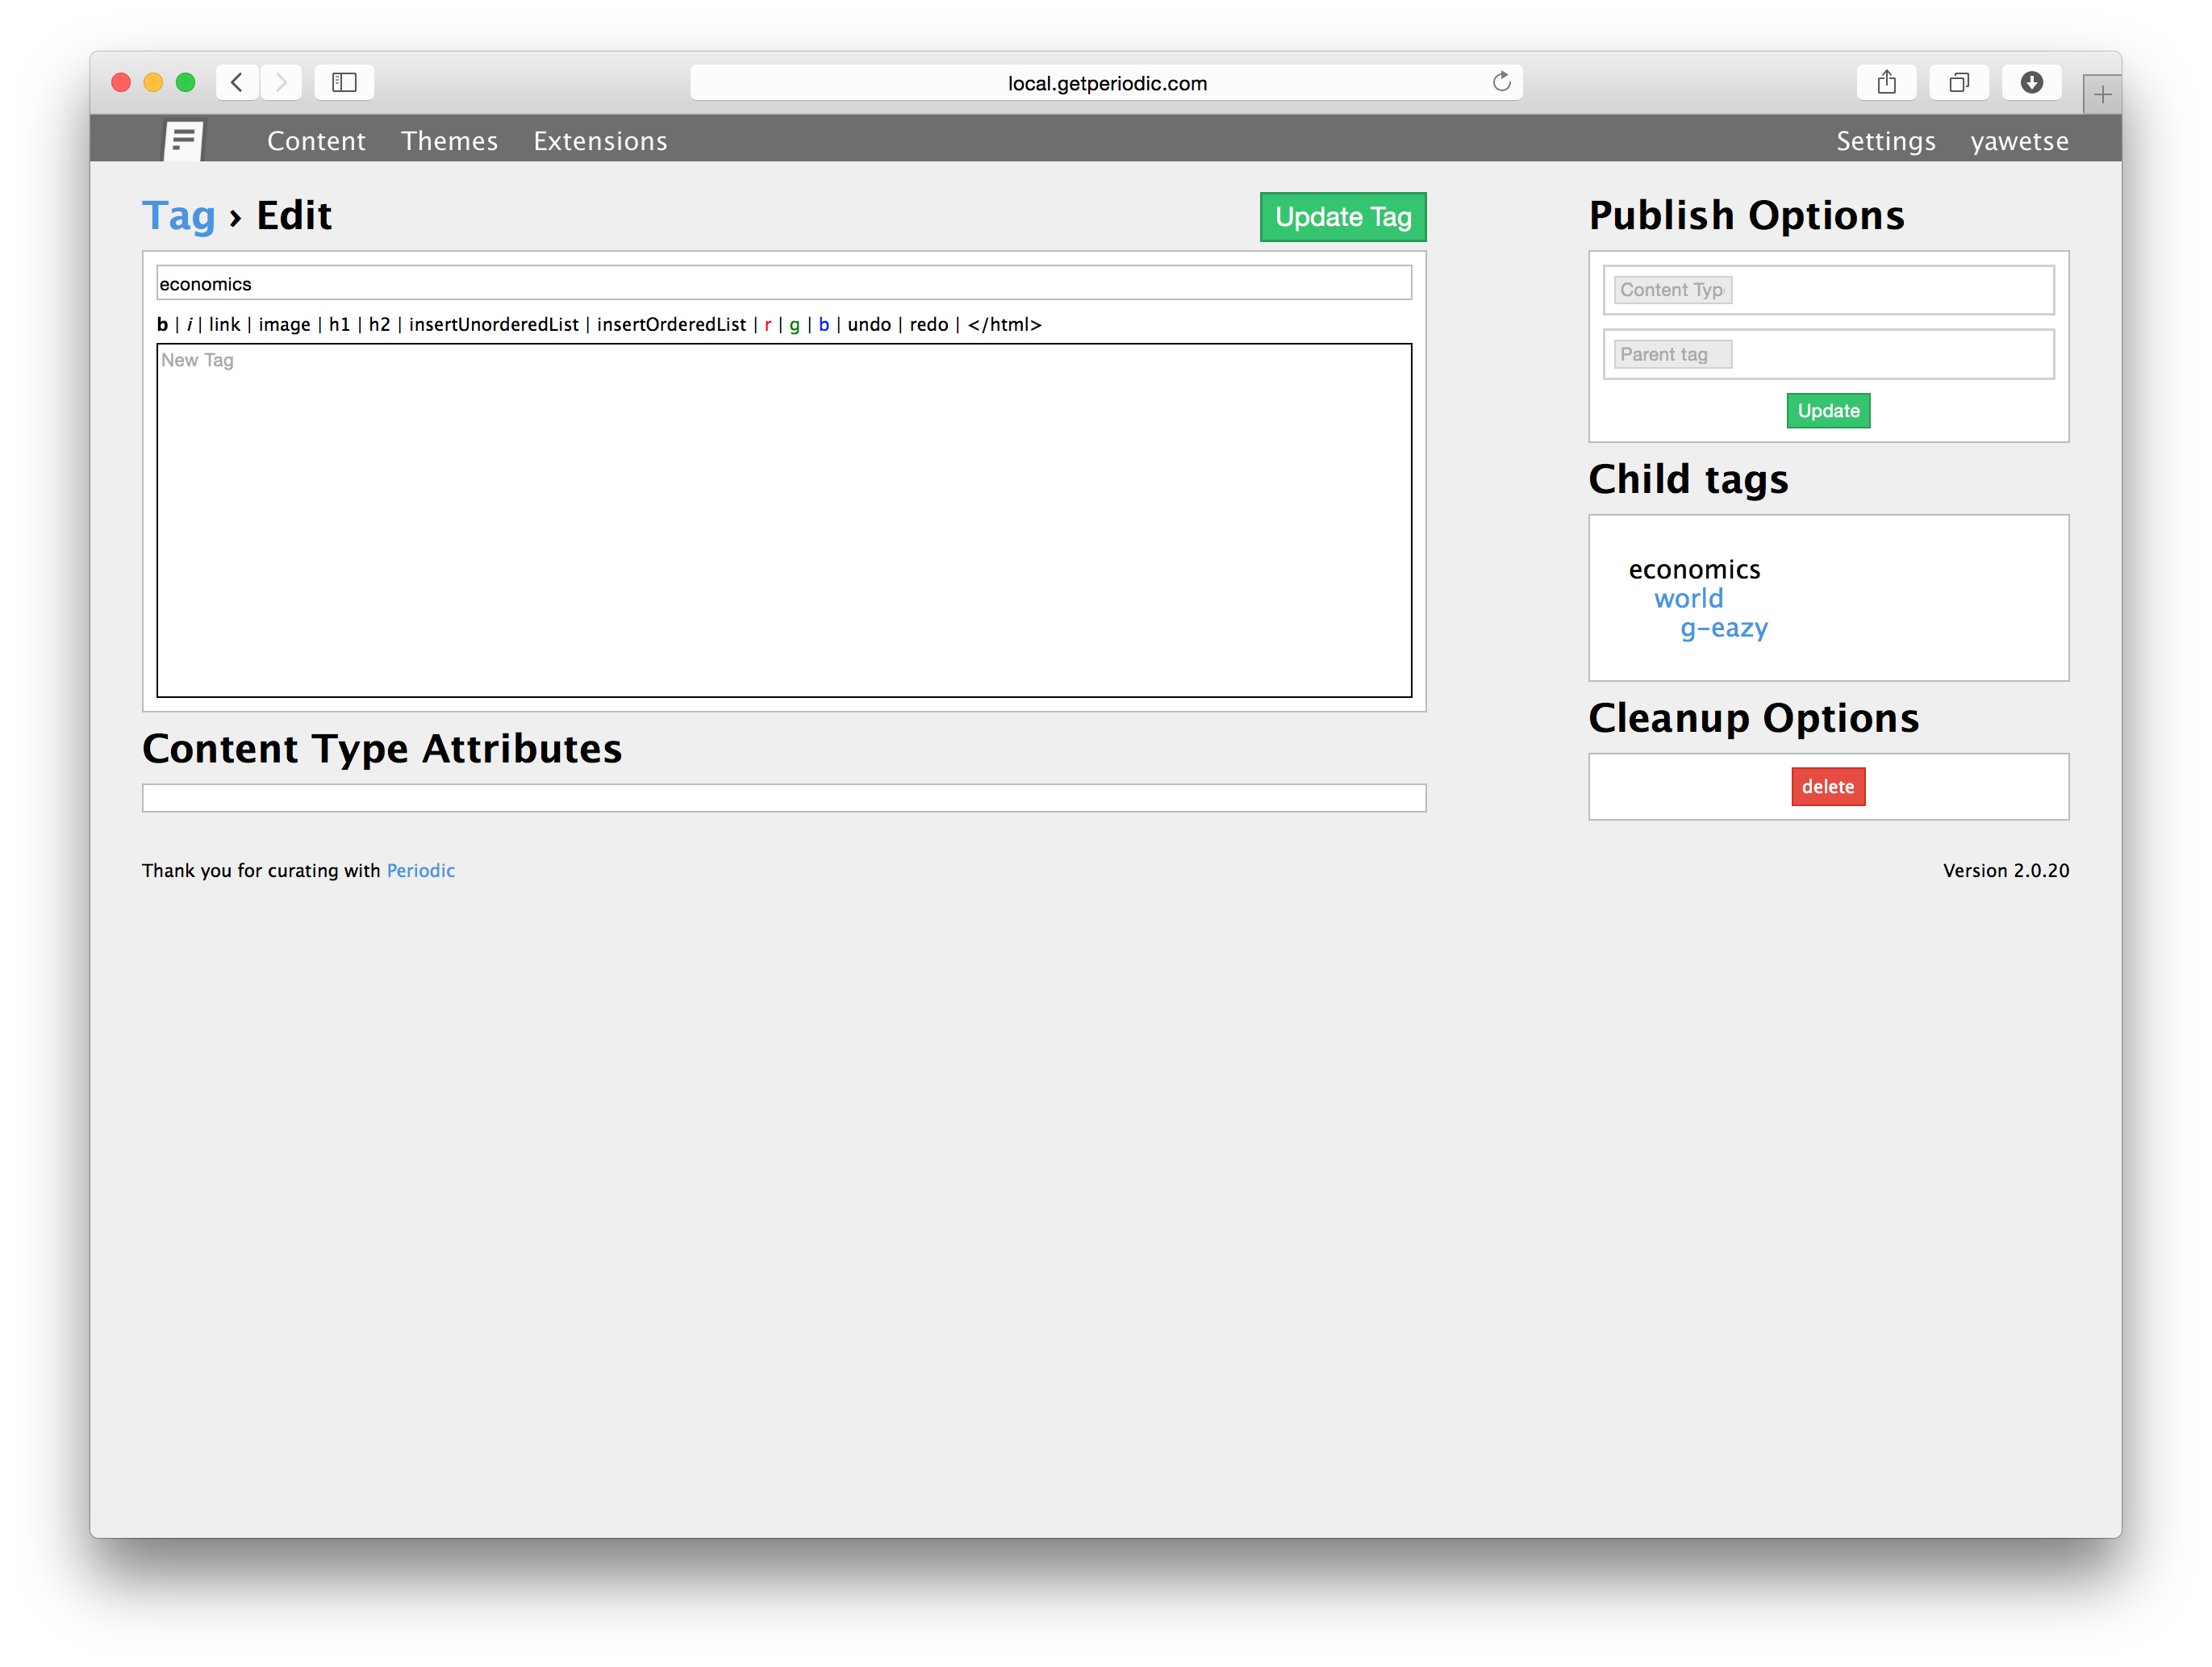 local.getperiodic.com
Content Themes Extensions Settings yawetse
Tag › Edit
Update Tag
economics
b | i | link | image | h1 | h2 | insertUnorderedList | insertOrderedList | r | g | b | undo | redo | </html>
New Tag
Content Type Attributes
Publish Options
Content Typ
Parent tag
Update
Child tags
economics
world
g-eazy
Cleanup Options
delete
Thank you for curating with Periodic
Version 2.0.20